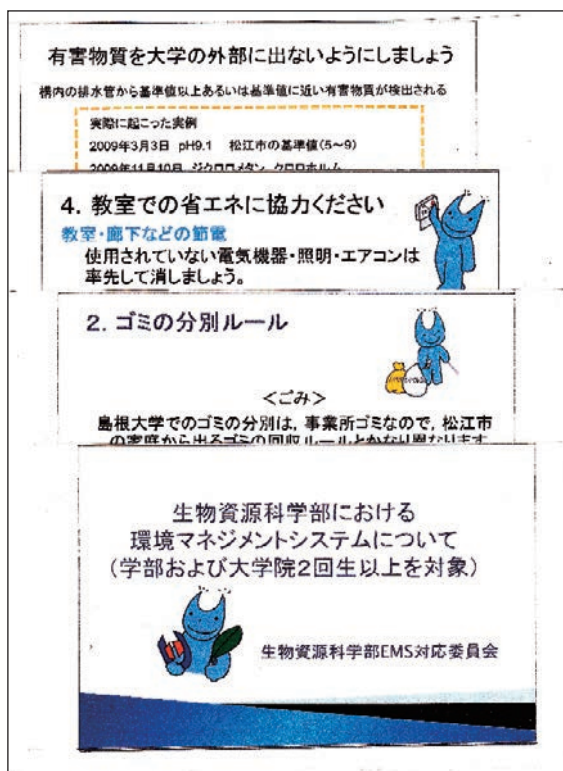 有害物質を大学の外部に出ないようにしましょう
構内の排水管から基準値以上あるいは基準値に近い有害物質が検出される
実際に起こった実例
2009年3月3日 pH9.1 松江市の基準値(5~9)
2009年11月10日 ジクロロメタン クロロホルム
4. 教室での省エネに協力ください
教室・廊下などの節電
使用されていない電気機器・照明・エアコンは
率先して消しましょう。
2. ゴミの分別ルール
<ごみ>
島根大学でのゴミの分別は, 事業所ゴミなので, 松江市
の家庭から出るゴミの回収ルールとかなり異なります
生物資源科学部における
環境マネジメントシステムについて
(学部および大学院2回生以上を対象)
生物資源科学部EMS対応委員会